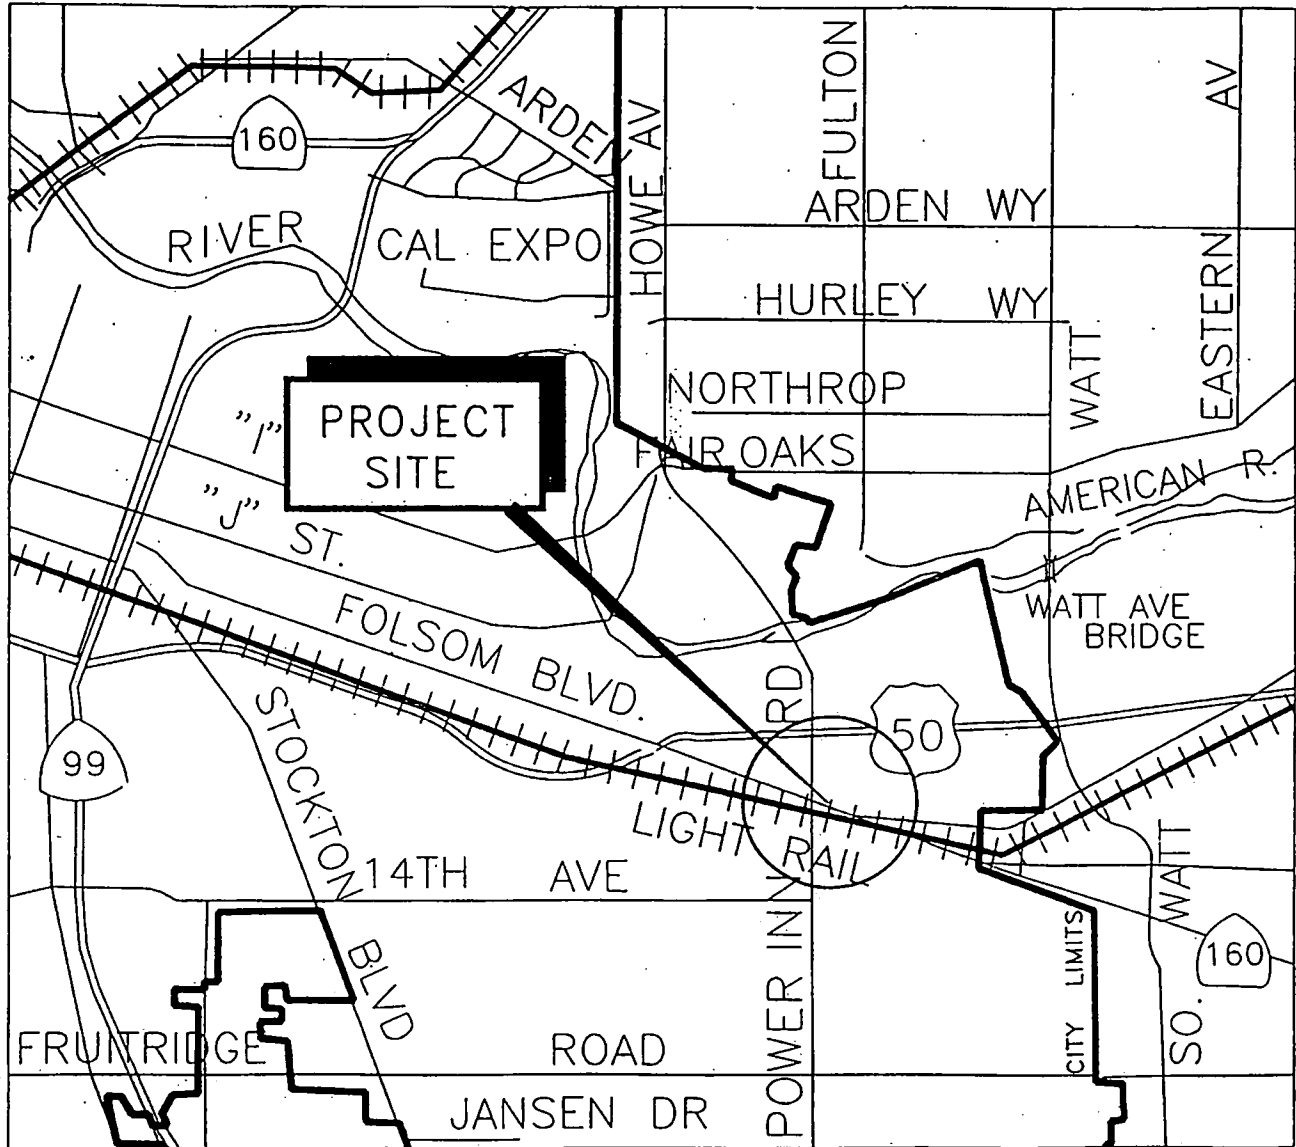 160
ARDEN
HOWE AV
FULTON
EASTERN AV
RIVER
CAL EXPO
ARDEN WY
HURLEY WY
WATT
NORTHROP
FAIR OAKS
PROJECT
SITE
"I"
"J" ST.
AMERICAN R.
FOLSOM BLVD.
WATT AVE
BRIDGE
50
99
STOCKTON BLVD
LIGHT RAIL
14TH AVE
POWER INN RD
SO. WATT
160
CITY LIMITS
FRUITRIDGE ROAD
JANSEN DR